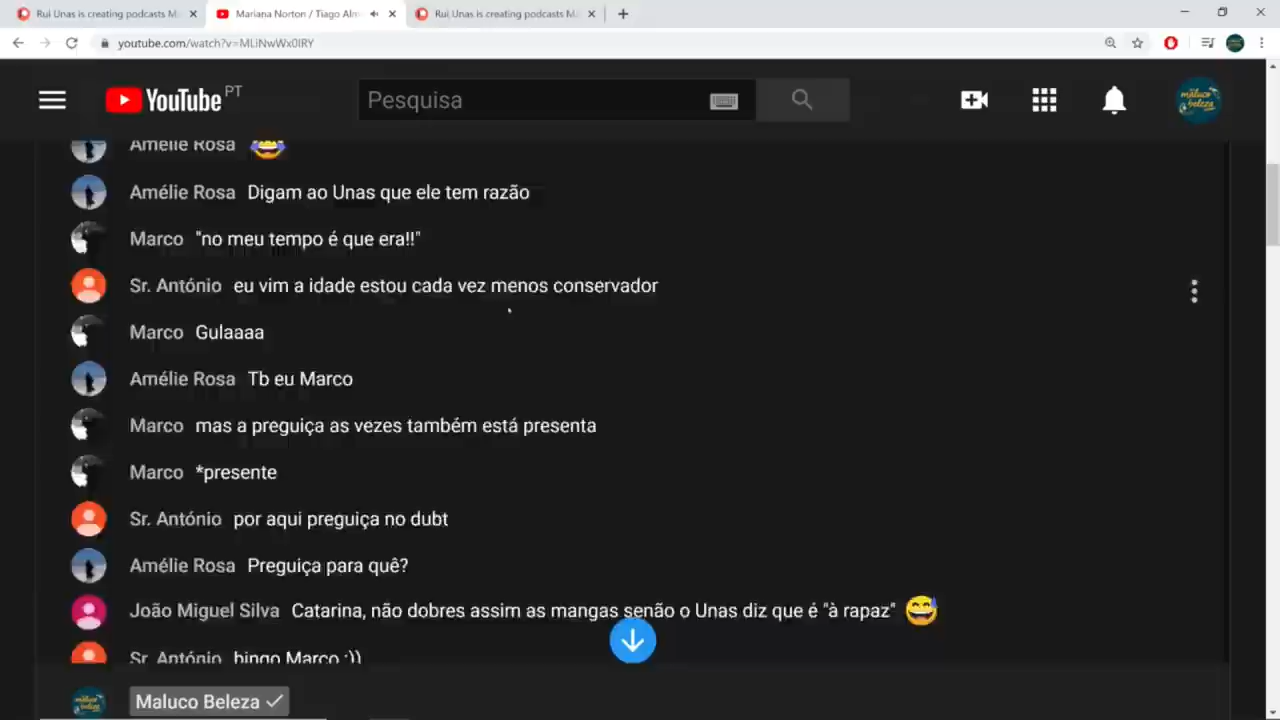 Rui Unas is creating podcasts M
Mariana Norton / Tiago Alm
Rui Unas is creating podcasts M
youtube.com/watch?v=MLiNwWx0IRY
YouTube PT
Pesquisa
maluco beleza
Amélie Rosa
Amélie Rosa Digam ao Unas que ele tem razão
Marco "no meu tempo é que era!!"
Sr. António eu vim a idade estou cada vez menos conservador
Marco Gulaaaa
Amélie Rosa Tb eu Marco
Marco mas a preguiça as vezes também está presenta
Marco *presente
Sr. António por aqui preguiça no dubt
Amélie Rosa Preguiça para quê?
João Miguel Silva Catarina, não dobres assim as mangas senão o Unas diz que é "à rapaz"
Sr. António bingo Marco :))
maluco beleza
Maluco Beleza